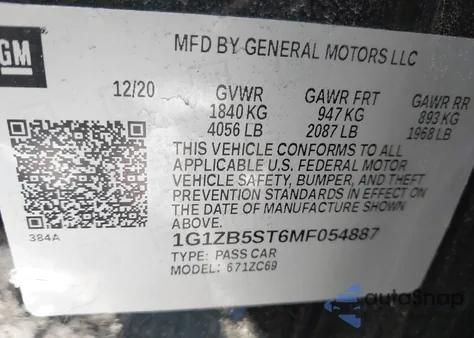 GM
MFD BY GENERAL MOTORS LLC
12/20 GVWR GAWR FRT GAWR RR
1840 KG 947 KG 893 KG
4056 LB 2087 LB 1968 LB
THIS VEHICLE CONFORMS TO ALL
APPLICABLE U.S. FEDERAL MOTOR
VEHICLE SAFETY, BUMPER, AND THEFT
PREVENTION STANDARDS IN EFFECT ON
THE DATE OF MANUFACTURE SHOWN
ABOVE.
384A
1G1ZB5ST6MF054887
TYPE: PASS CAR
MODEL: 671ZC69
autoSnap